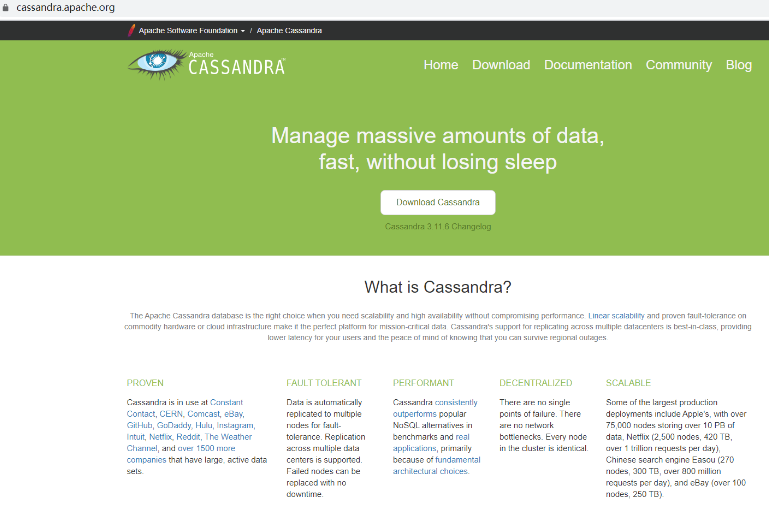 cassandra.apache.org
Apache Software Foundation / Apache Cassandra
Apache
CASSANDRA
Home Download Documentation Community Blog
Manage massive amounts of data,
fast, without losing sleep
Download Cassandra
Cassandra 3.11.6 Changelog
What is Cassandra?
The Apache Cassandra database is the right choice when you need scalability and high availability without compromising performance. Linear scalability and proven fault-tolerance on
commodity hardware or cloud infrastructure make it the perfect platform for mission-critical data. Cassandra's support for replicating across multiple datacenters is best-in-class, providing
lower latency for your users and the peace of mind of knowing that you can survive regional outages.
PROVEN
Cassandra is in use at Constant
Contact, CERN, Comcast, eBay,
GitHub, GoDaddy, Hulu, Instagram,
Intuit, Netflix, Reddit, The Weather
Channel, and over 1500 more
companies that have large, active data
sets.
FAULT TOLERANT
Data is automatically
replicated to multiple
nodes for fault-
tolerance. Replication
across multiple data
centers is supported.
Failed nodes can be
replaced with no
downtime.
PERFORMANT
Cassandra consistently
outperforms popular
NoSQL alternatives in
benchmarks and real
applications, primarily
because of fundamental
architectural choices.
DECENTRALIZED
There are no single
points of failure. There
are no network
bottlenecks. Every node
in the cluster is identical.
SCALABLE
Some of the largest production
deployments include Apple's, with over
75,000 nodes storing over 10 PB of
data, Netflix (2,500 nodes, 420 TB,
over 1 trillion requests per day),
Chinese search engine Easou (270
nodes, 300 TB, over 800 million
requests per day), and eBay (over 100
nodes, 250 TB).